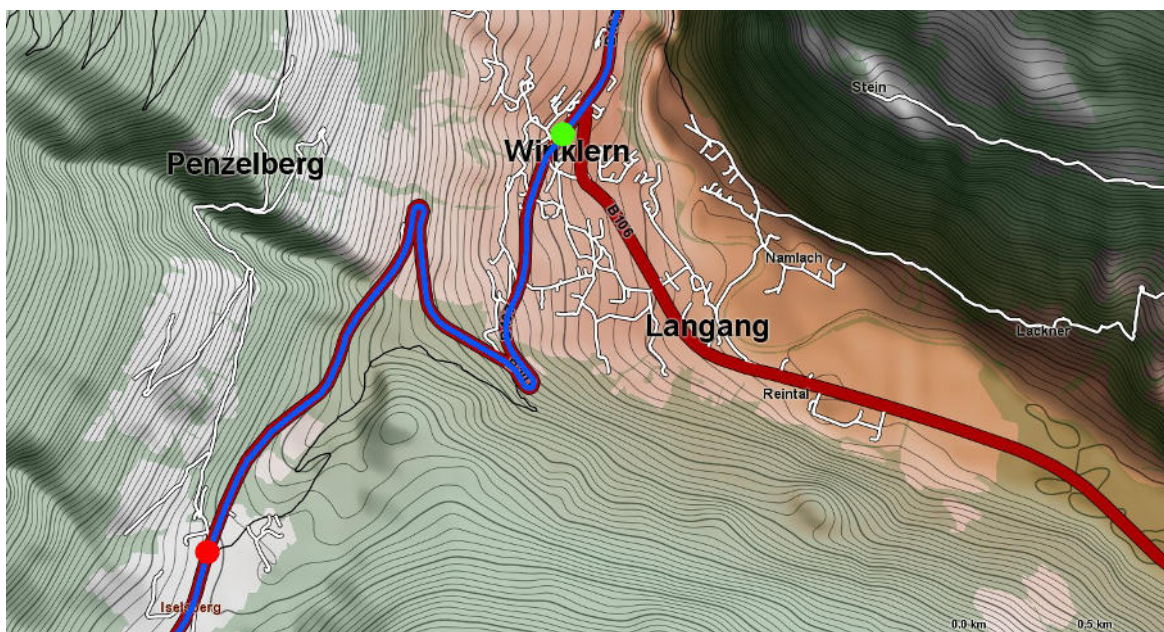 Stein
Penzelberg
Winklern
B106
Namlach
Langang
Lackner
Reintal
Iselsberg
0.0 km
0.5 km